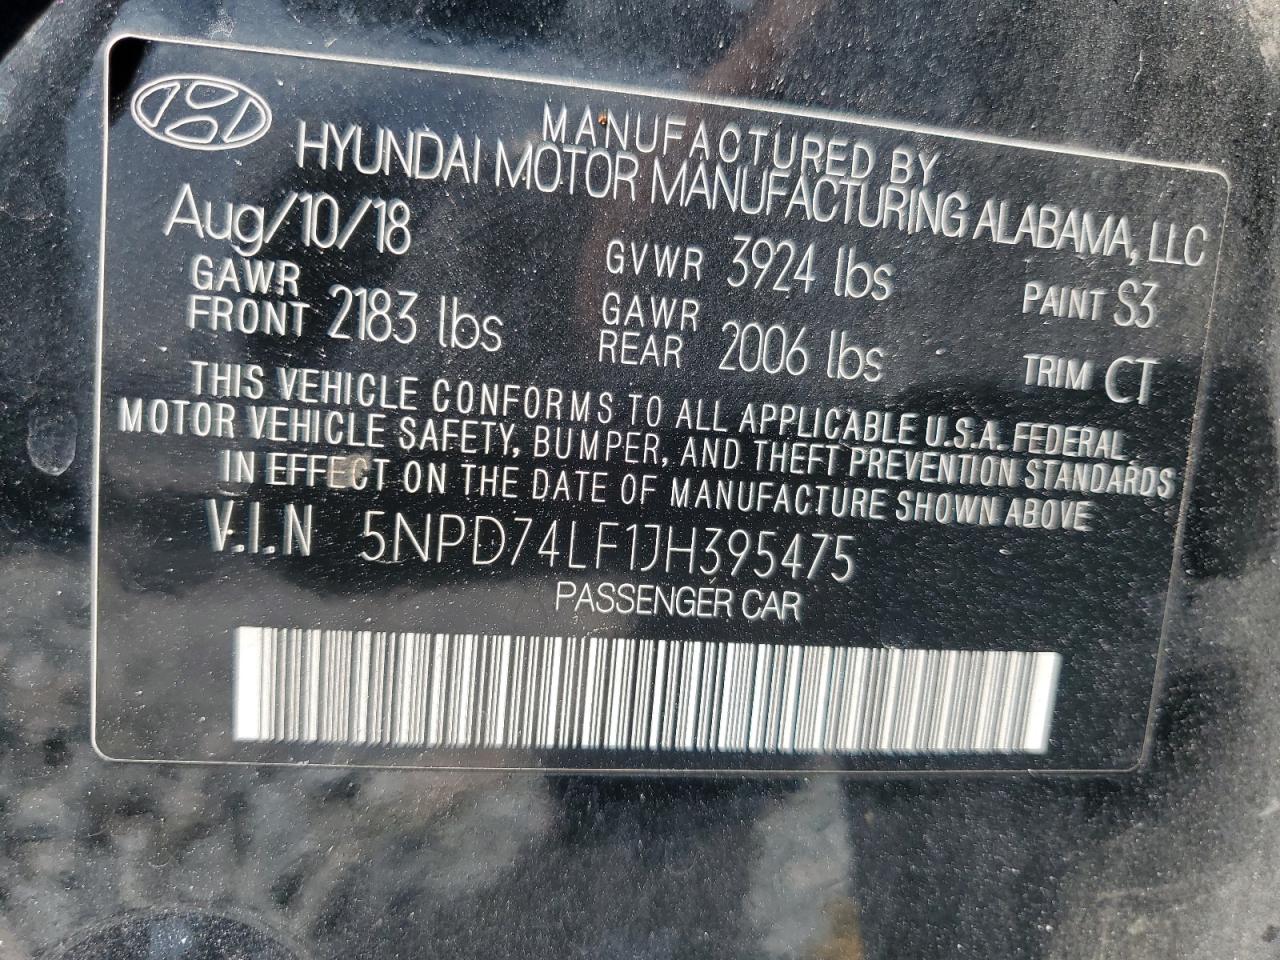 MANUFACTURED BY
HYUNDAI MOTOR MANUFACTURING ALABAMA, LLC
Aug/10/18
GVWR 3924 lbs
PAINT S3
GAWR FRONT 2183 lbs
GAWR REAR 2006 lbs
TRIM CT
THIS VEHICLE CONFORMS TO ALL APPLICABLE U.S.A. FEDERAL
MOTOR VEHICLE SAFETY, BUMPER, AND THEFT PREVENTION STANDARDS
IN EFFECT ON THE DATE OF MANUFACTURE SHOWN ABOVE
V.I.N 5NPD74LF1JH395475
PASSENGER CAR